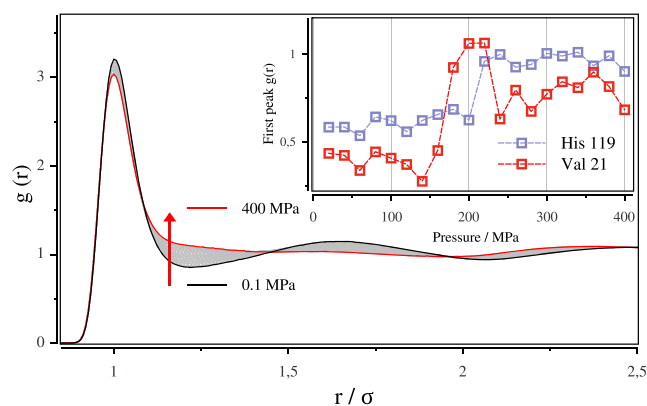 g (r)
3
2
1
0
1
1,5
2
2,5
r / σ
400 MPa
0.1 MPa
First peak g(r)
1
0,5
0
100
200
300
400
Pressure / MPa
His 119
Val 21